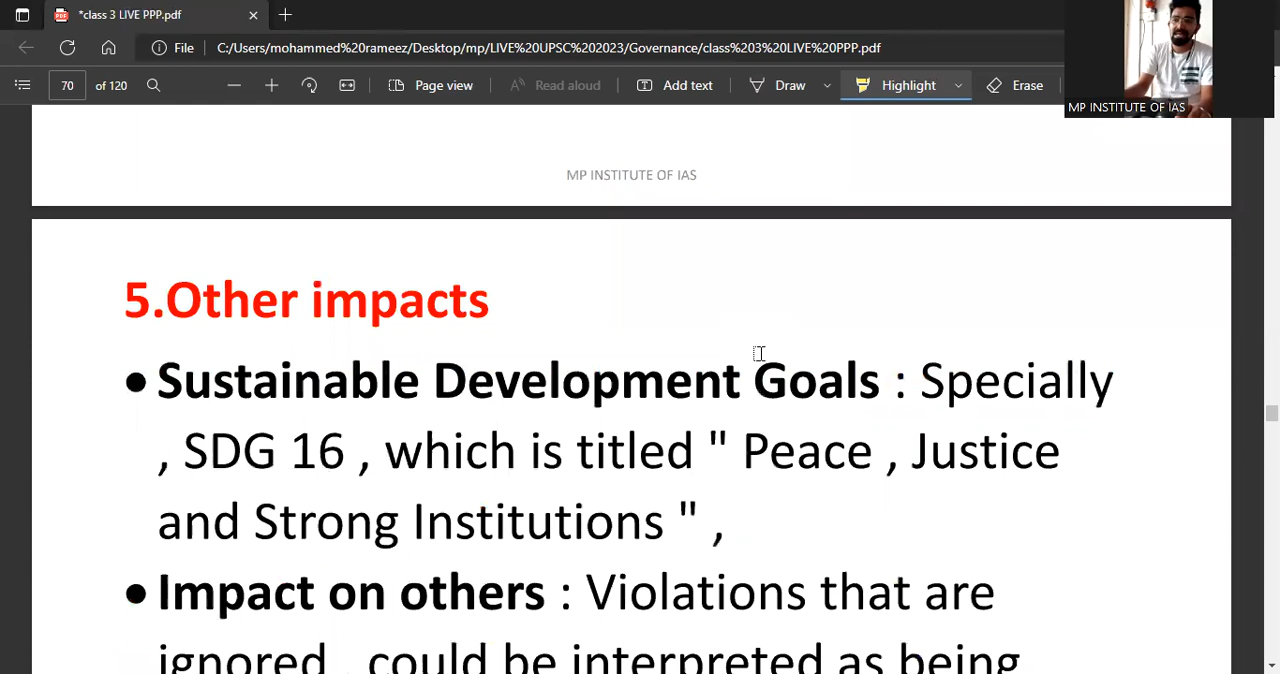 *class 3 LIVE PPP.pdf
File C:/Users/mohammed%20rameez/Desktop/mp/LIVE%20UPSC%202023/Governance/class%203%20LIVE%20PPP.pdf
70 of 120 Page view Read aloud Add text Draw Highlight Erase
MP INSTITUTE OF IAS
MP INSTITUTE OF IAS
5.Other impacts
• Sustainable Development Goals : Specially
, SDG 16 , which is titled " Peace , Justice
and Strong Institutions " ,
• Impact on others : Violations that are
ignored , could be interpreted as being